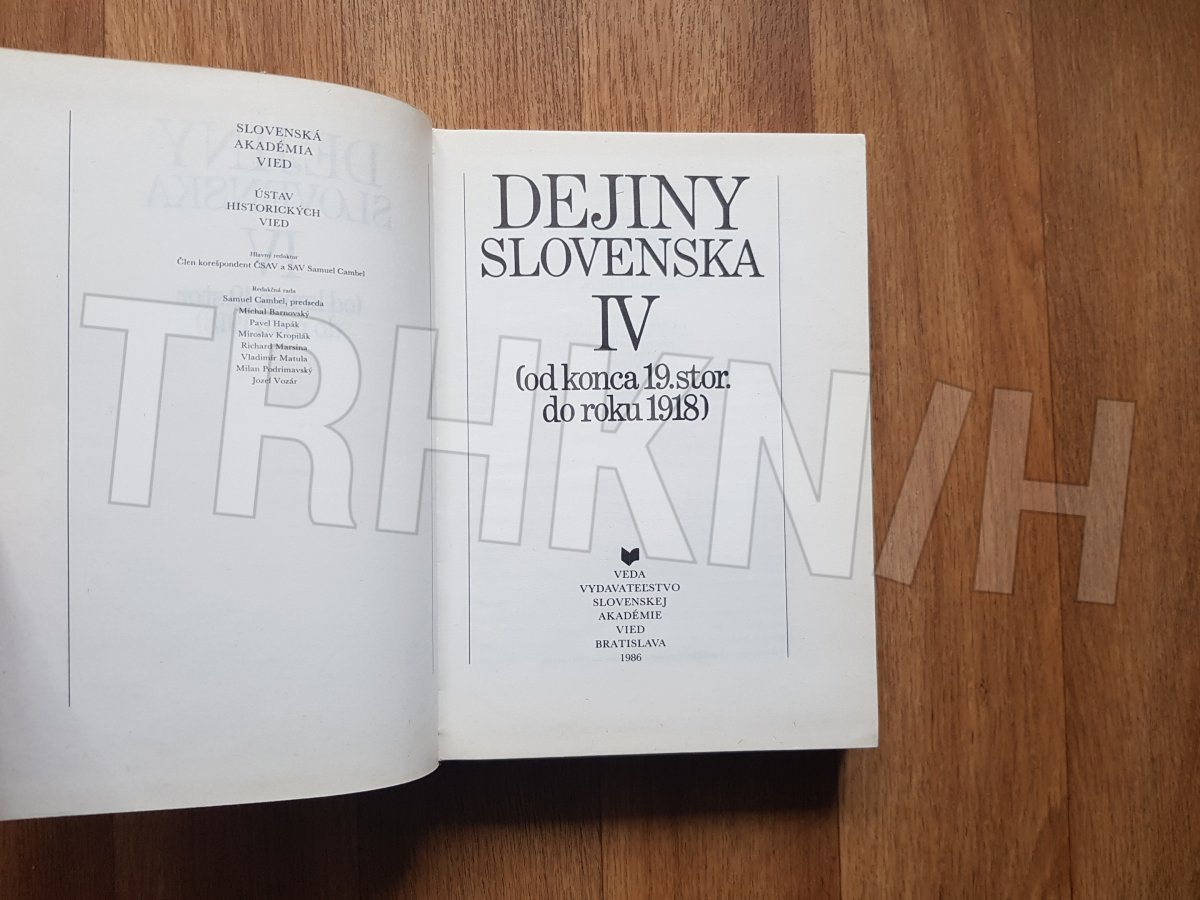 SLOVENSKÁ
AKADÉMIA
VIED
ÚSTAV
HISTORICKÝCH
VIED
Hlavný redaktor
Člen korešpondent ČSAV a SAV Samuel Cambel
Redakčná rada
Samuel Cambel, predseda
Michal Barnovský
Pavel Hapák
Miroslav Kropilák
Richard Marsina
Vladimír Matula
Milan Podrimavský
Jozef Vozár
DEJINY
SLOVENSKA
IV
(od konca 19. stor.
do roku 1918)
VEDA
VYDAVATEĽSTVO
SLOVENSKEJ
AKADÉMIE
VIED
BRATISLAVA
1986
TRHKN/H